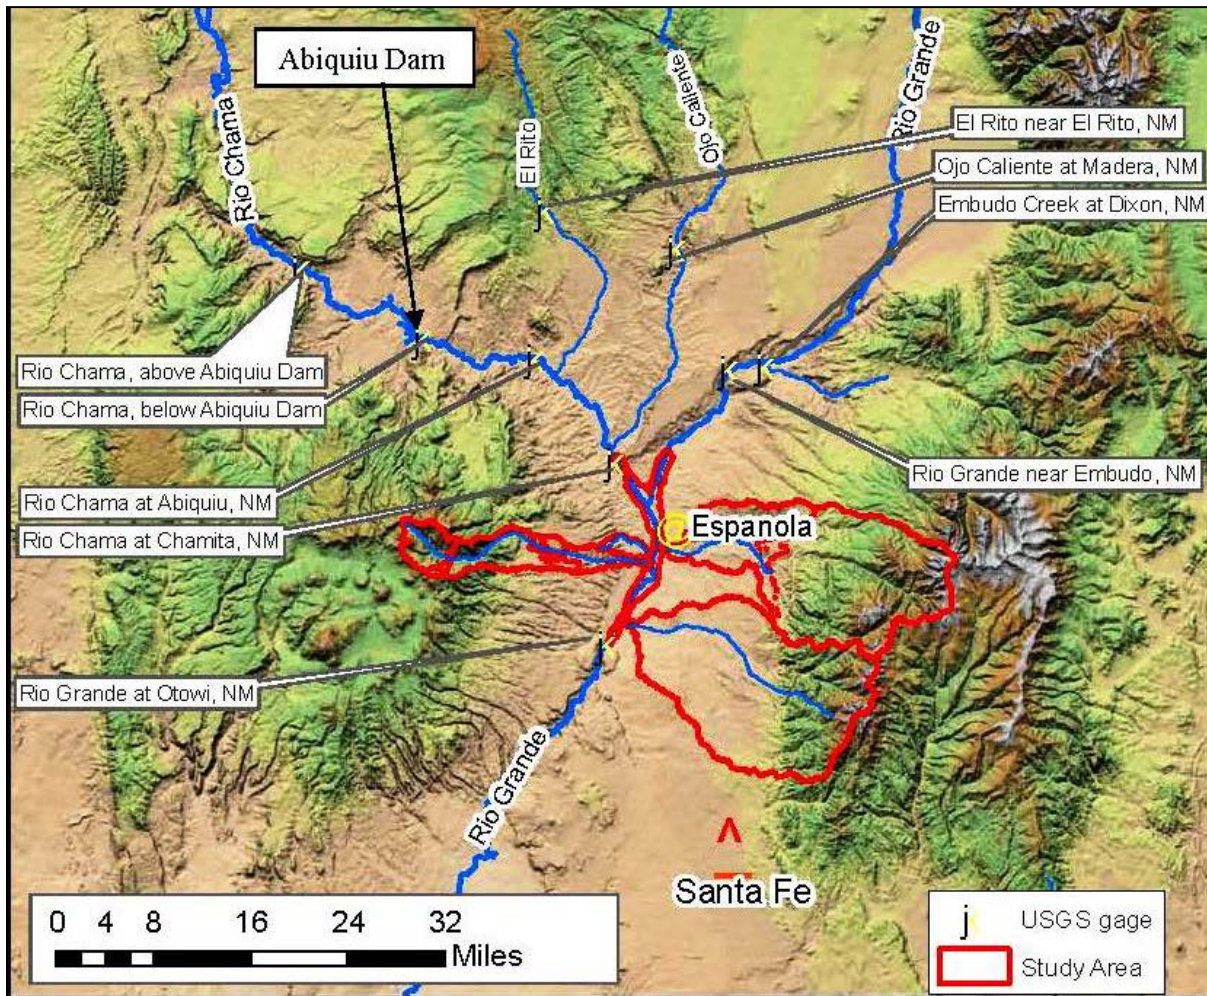 Abiquiu Dam
Rio Chama
El Rito
Ojo Caliente
Rio Grande
El Rito near El Rito, NM
Ojo Caliente at Madera, NM
Embudo Creek at Dixon, NM
Rio Chama, above Abiquiu Dam
Rio Chama, below Abiquiu Dam
Rio Chama at Abiquiu, NM
Rio Chama at Chamita, NM
Rio Grande near Embudo, NM
@ Espanola
Rio Grande at Otowi, NM
Rio Grande
^
Santa Fe
0 4 8 16 24 32
Miles
j USGS gage
Study Area